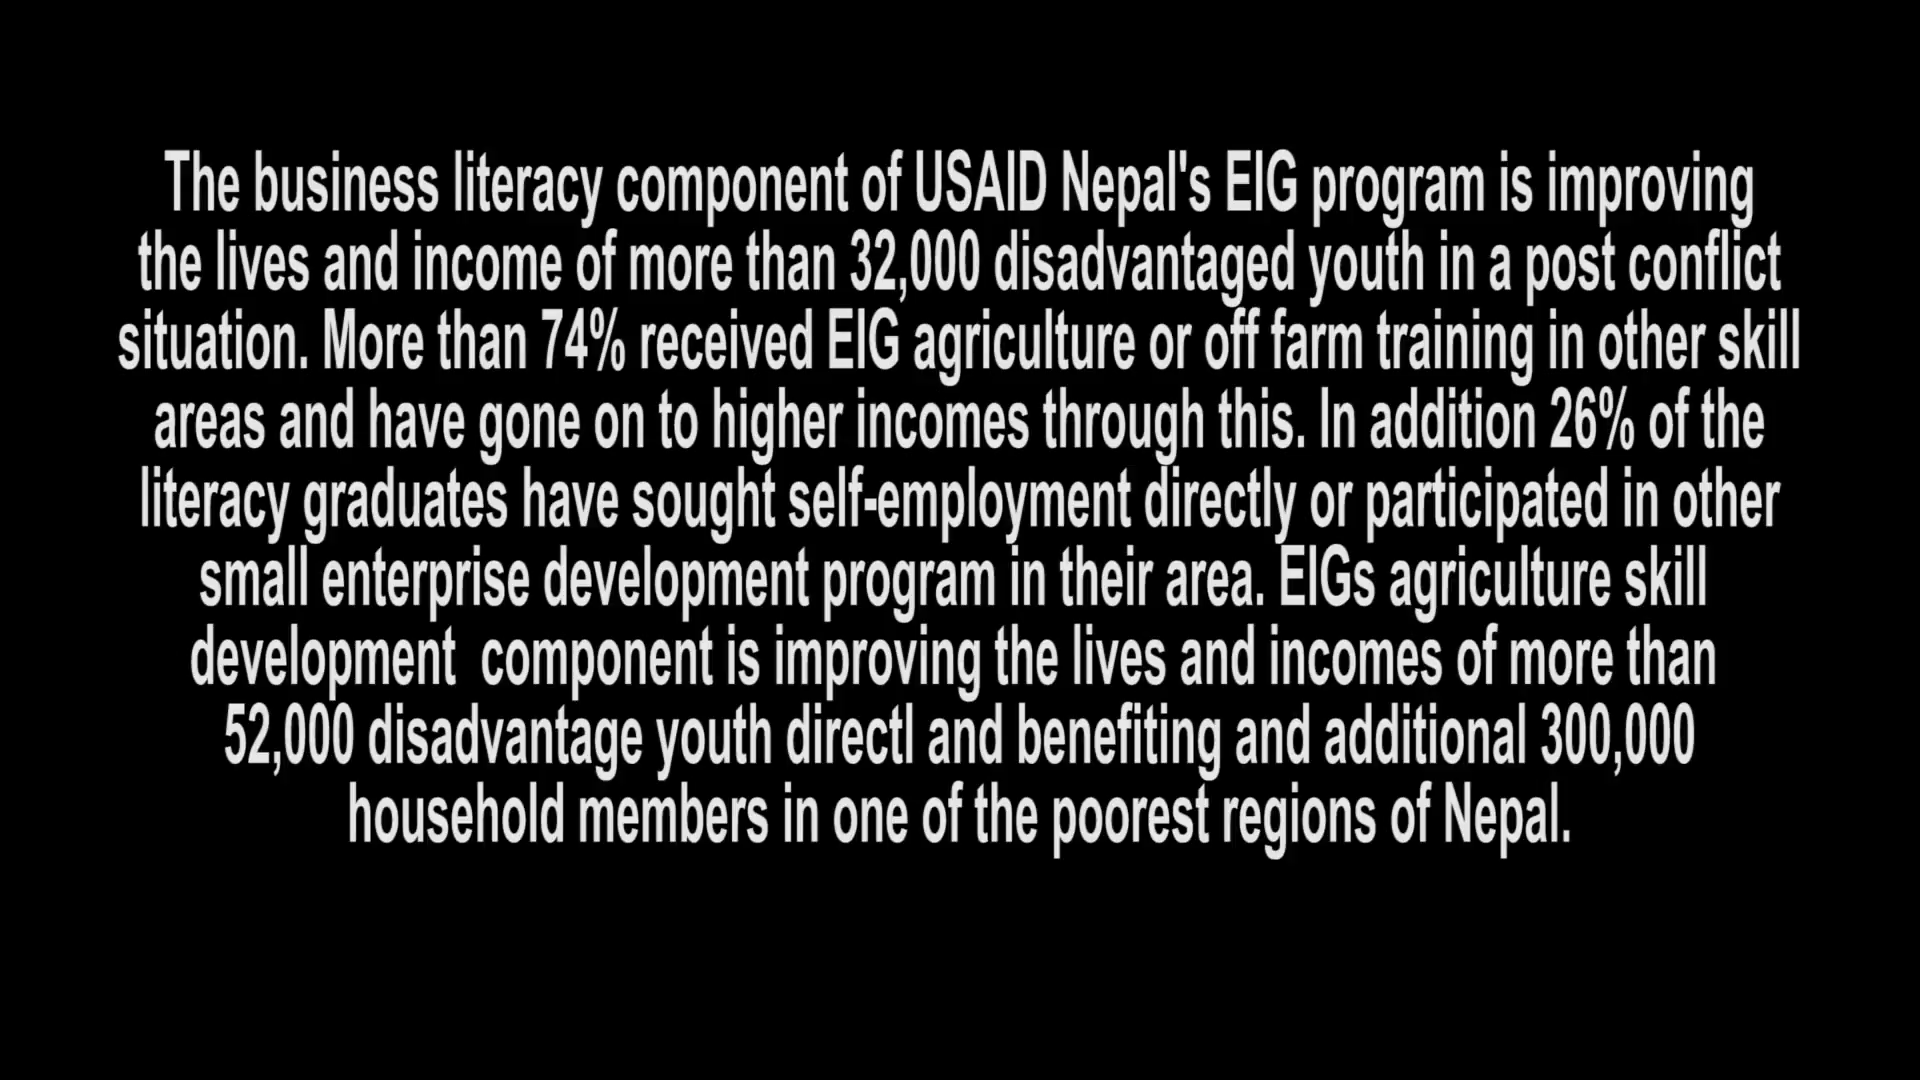 The business literacy component of USAID Nepal's EIG program is improving
the lives and income of more than 32,000 disadvantaged youth in a post conflict
situation. More than 74% received EIG agriculture or off farm training in other skill
areas and have gone on to higher incomes through this. In addition 26% of the
literacy graduates have sought self-employment directly or participated in other
small enterprise development program in their area. EIGs agriculture skill
development  component is improving the lives and incomes of more than
52,000 disadvantage youth directl and benefiting and additional 300,000
household members in one of the poorest regions of Nepal.